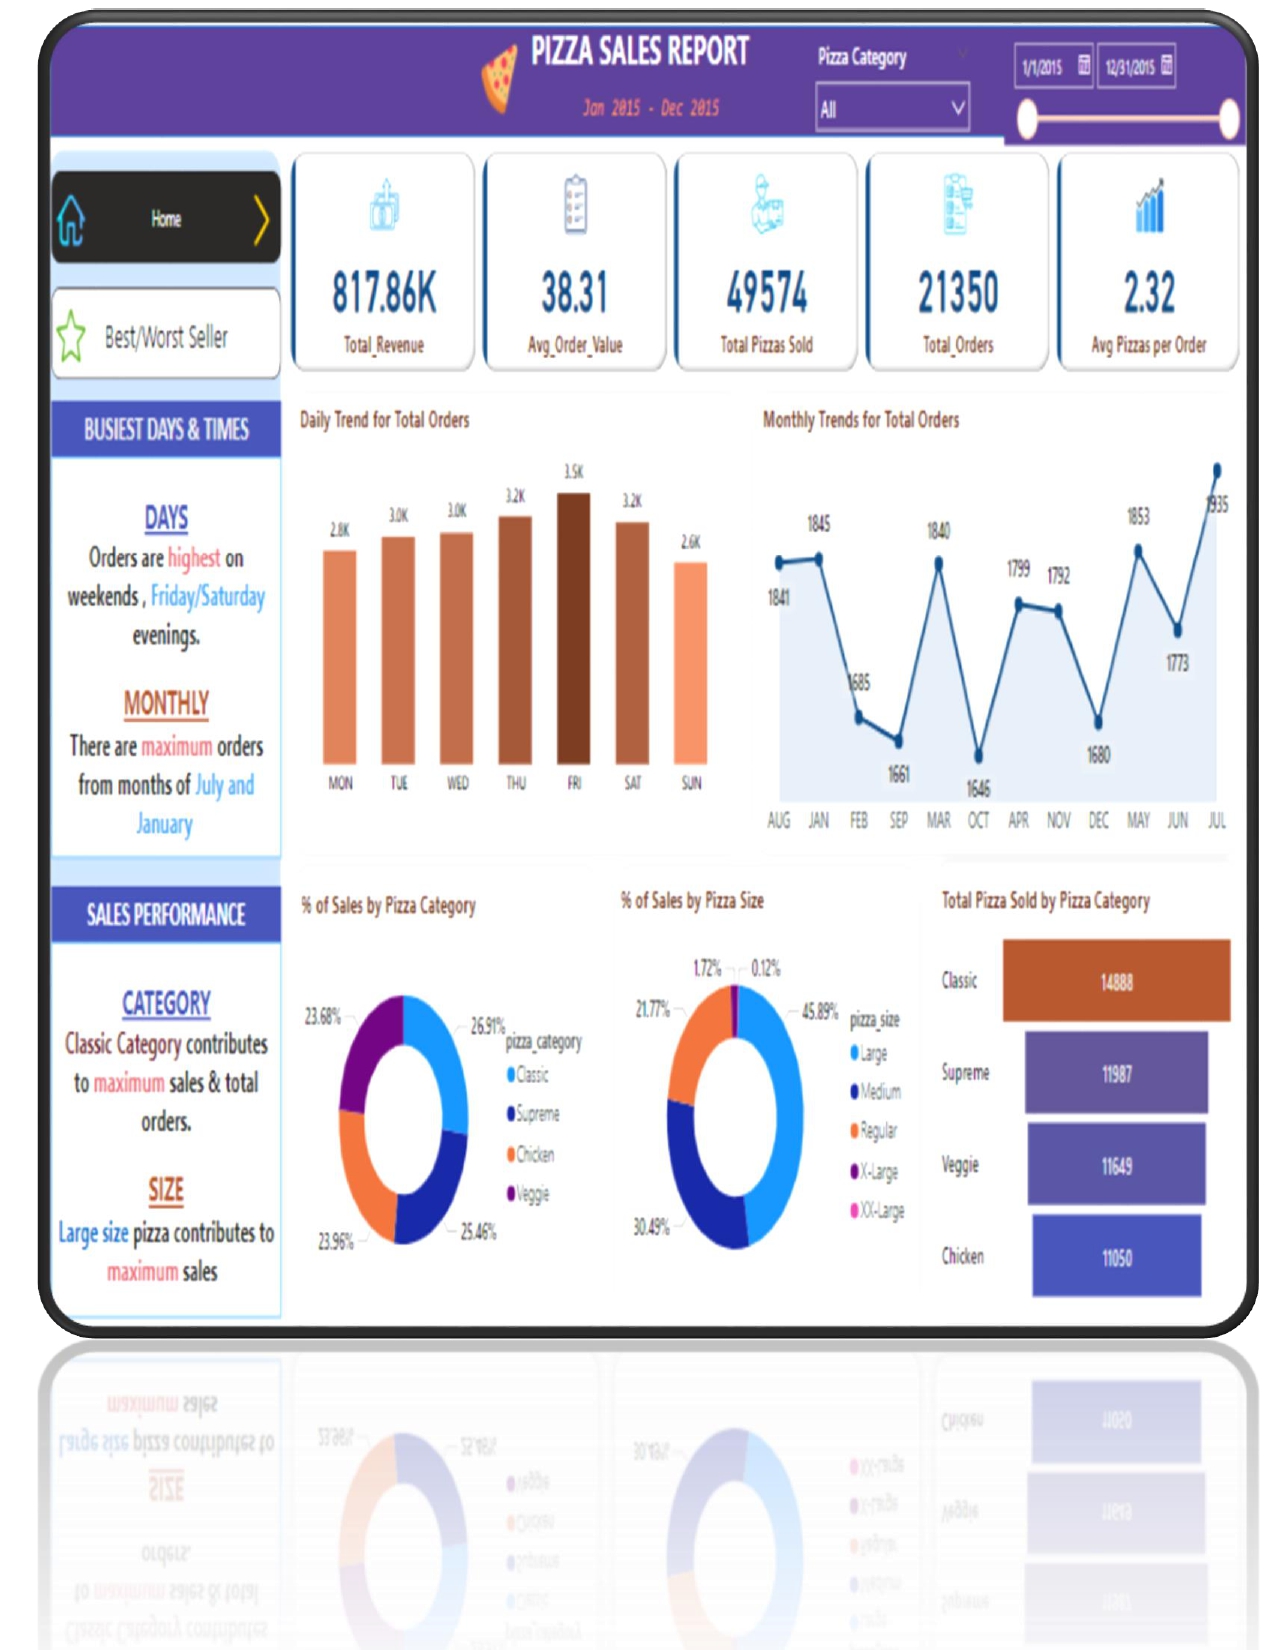 PIZZA SALES REPORT
Jan 2015 - Dec 2015
Pizza Category
All
1/1/2015
12/31/2015
Home
Best/Worst Seller
817.86K
Total_Revenue
38.31
Avg_Order_Value
49574
Total Pizzas Sold
21350
Total_Orders
2.32
Avg Pizzas per Order
BUSIEST DAYS & TIMES
DAYS
Orders are highest on
weekends , Friday/Saturday
evenings.
MONTHLY
There are maximum orders
from months of July and
January
Daily Trend for Total Orders
2.8K
3.0K
3.0K
3.2K
3.5K
3.2K
2.6K
MON TUE WED THU FRI SAT SUN
Monthly Trends for Total Orders
1841
1845
1685
1661
1840
1646
1799
1792
1680
1853
1773
1935
AUG JAN FEB SEP MAR OCT APR NOV DEC MAY JUN JUL
SALES PERFORMANCE
CATEGORY
Classic Category contributes
to maximum sales & total
orders.
SIZE
Large size pizza contributes to
maximum sales
% of Sales by Pizza Category
23.68%
26.91%
23.96%
25.46%
pizza_category
Classic
Supreme
Chicken
Veggie
% of Sales by Pizza Size
1.72%
0.12%
21.77%
45.89%
30.49%
pizza_size
Large
Medium
Regular
X-Large
XX-Large
Total Pizza Sold by Pizza Category
Classic 14888
Supreme 11987
Veggie 11649
Chicken 11050